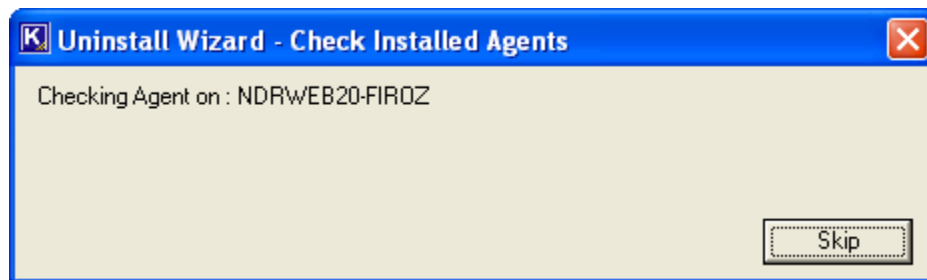 K Uninstall Wizard - Check Installed Agents
Checking Agent on : NDRWEB20-FIROZ
Skip